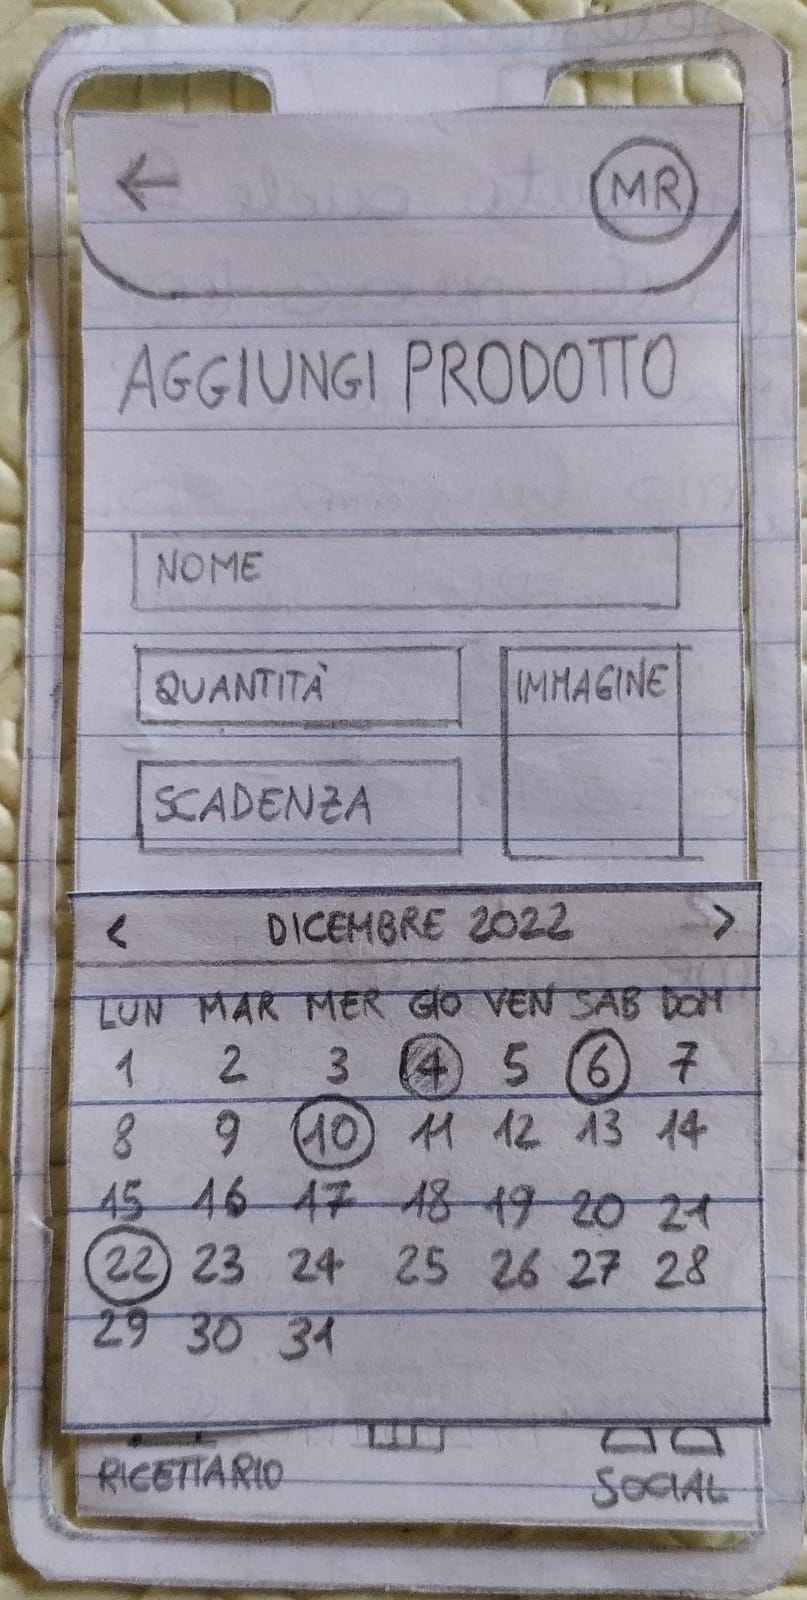 ← MR
AGGIUNGI PRODOTTO
NOME
QUANTITÀ IMMAGINE
SCADENZA
< DICEMBRE 2022 >
LUN MAR MER GIO VEN SAB DOM
1 2 3 4 5 6 7
8 9 10 11 12 13 14
15 16 17 18 19 20 21
22 23 24 25 26 27 28
29 30 31
RICETTARIO SOCIAL